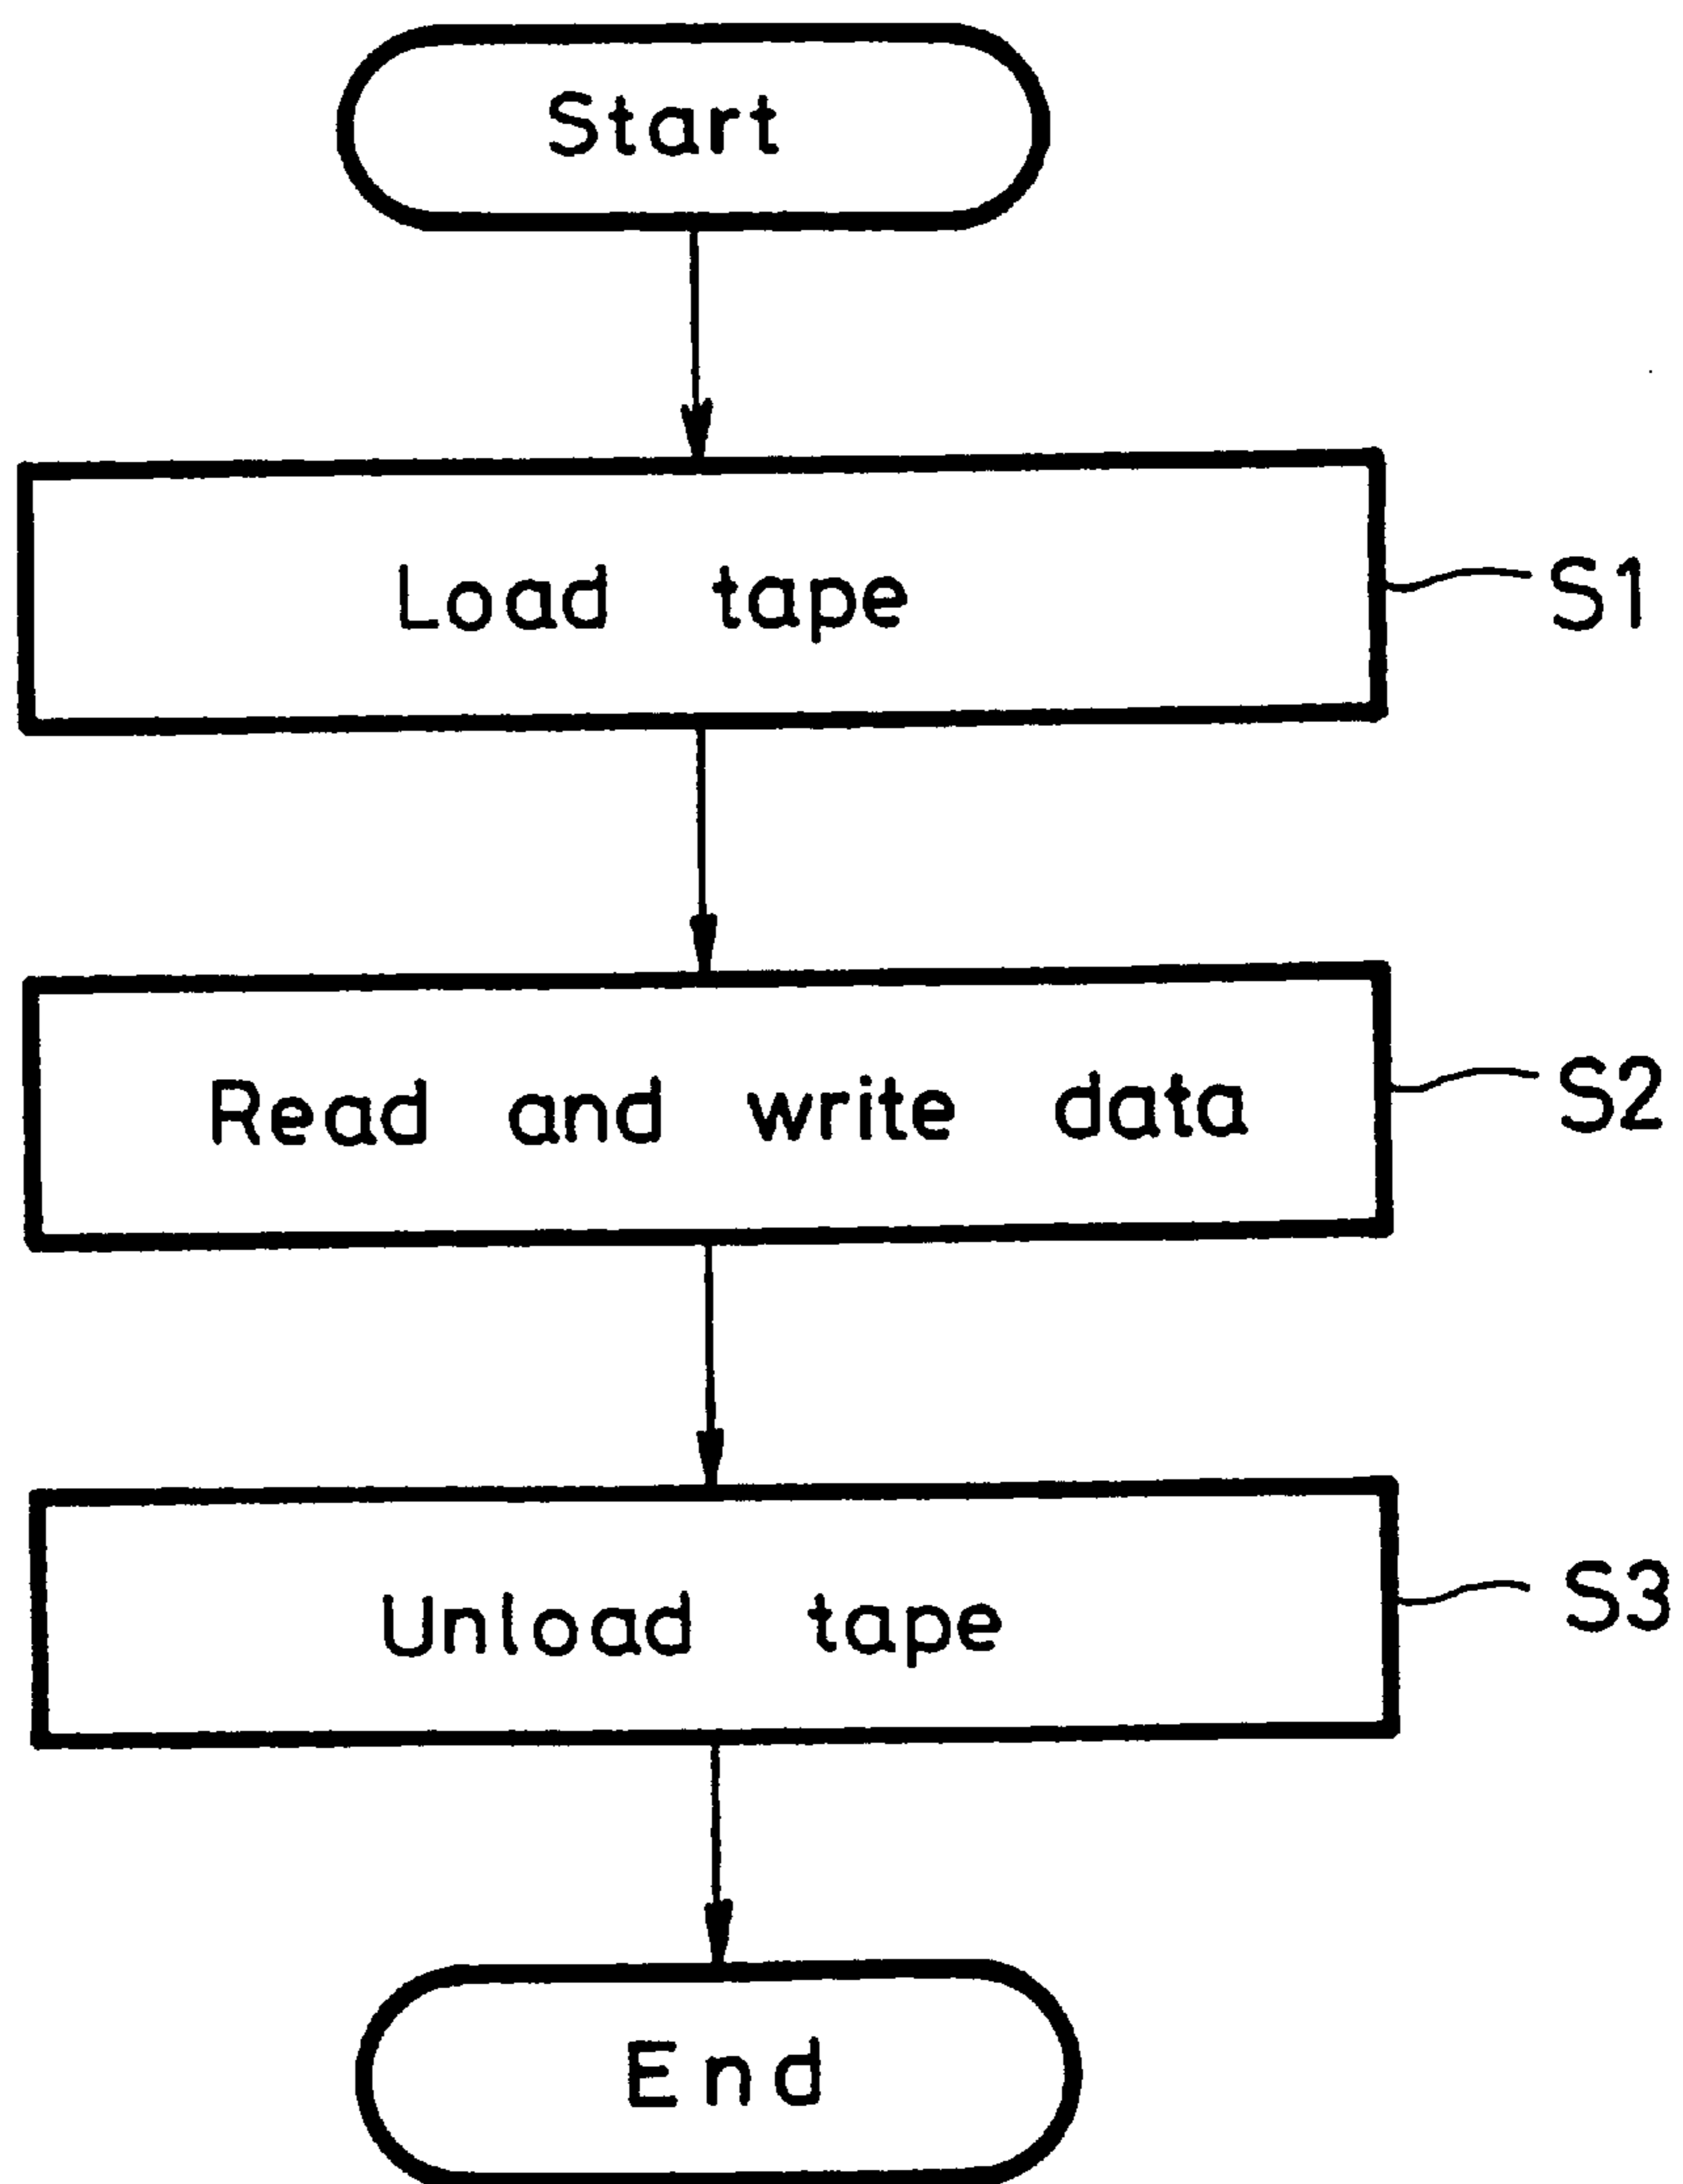 Start
Load tape
S1
Read and write data
S2
Unload tape
S3
End